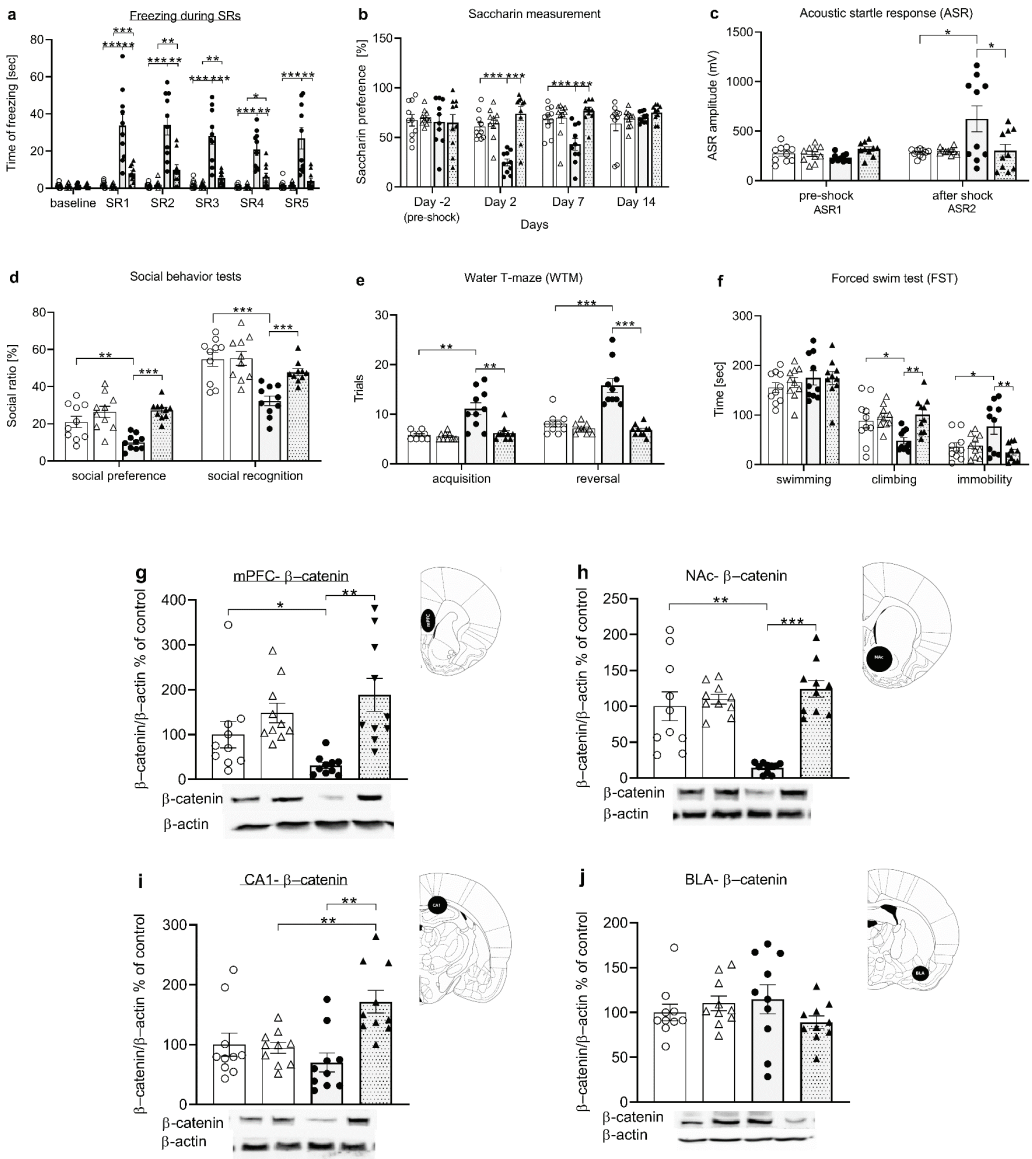 a
Freezing during SRs
Time of freezing [sec]
80
60
40
20
0
***
*****
**
******
**
*******
*
*****
*****
baseline
SR1
SR2
SR3
SR4
SR5
b
Saccharin measurement
Saccharin preference [%]
150
100
50
0
*** ***
*** ***
Day -2
(pre-shock)
Day 2
Day 7
Day 14
Days
c
Acoustic startle response (ASR)
ASR amplitude (mV)
1500
1000
500
0
*
*
pre-shock
ASR1
after shock
ASR2
d
Social behavior tests
Social ratio [%]
80
60
40
20
0
**
***
***
***
social preference
social recognition
e
Water T-maze (WTM)
Trials
30
20
10
0
**
**
***
***
acquisition
reversal
f
Forced swim test (FST)
Time [sec]
300
200
100
0
*
**
*
**
swimming
climbing
immobility
g
mPFC- β–catenin
β–catenin/β–actin % of control
400
300
200
100
0
*
**
β-catenin
β-actin
mPFC
h
NAc- β–catenin
β–catenin/β–actin % of control
250
200
150
100
50
0
**
***
β-catenin
β-actin
NAc
i
CA1- β–catenin
β–catenin/β–actin % of control
300
200
100
0
**
**
β-catenin
β-actin
CA1
j
BLA- β–catenin
β–catenin/β–actin % of control
200
150
100
50
0
β-catenin
β-actin
BLA